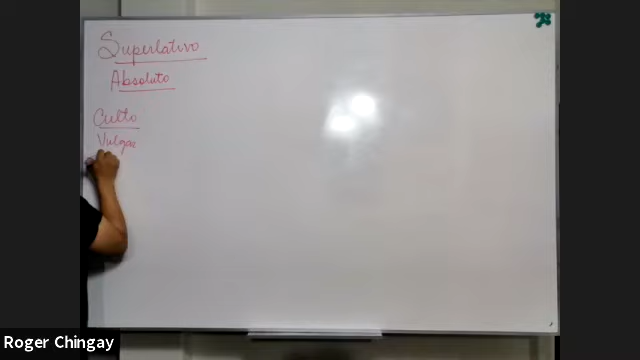 Superlativo
Absoluto
Culto
Vulgar
Roger Chingay